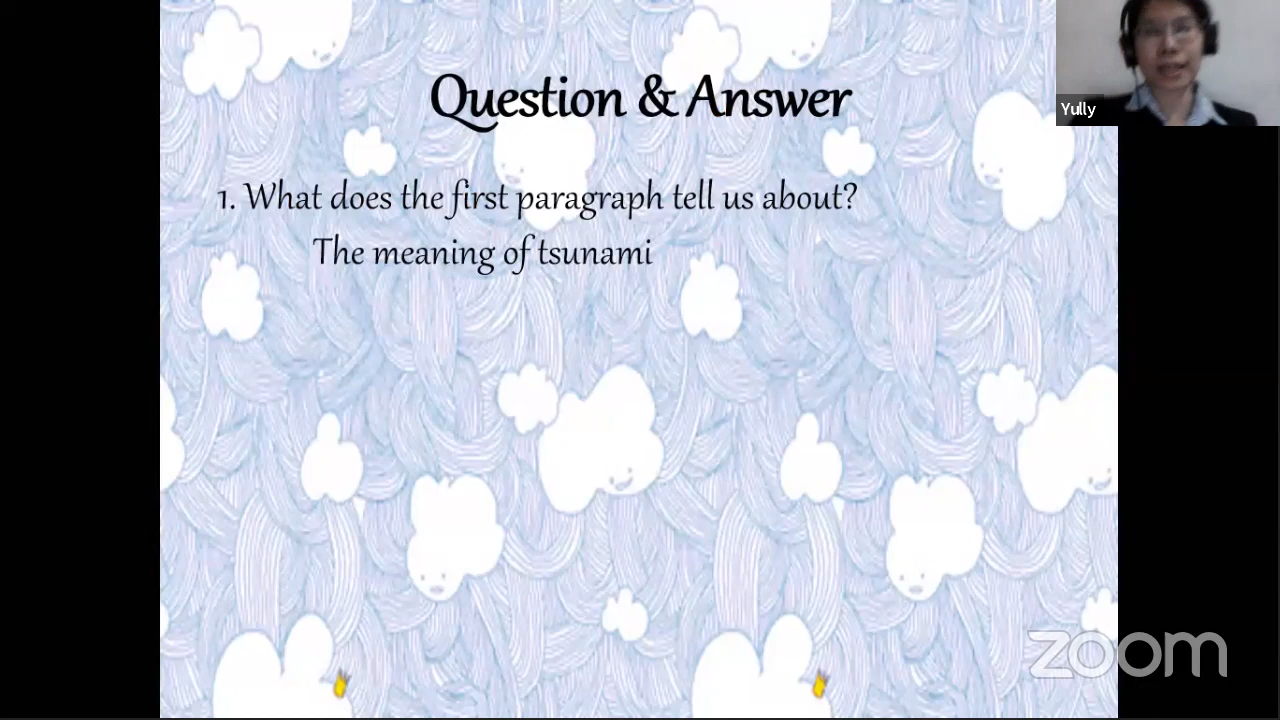 Question & Answer
Yully
1. What does the first paragraph tell us about?
The meaning of tsunami
zoom